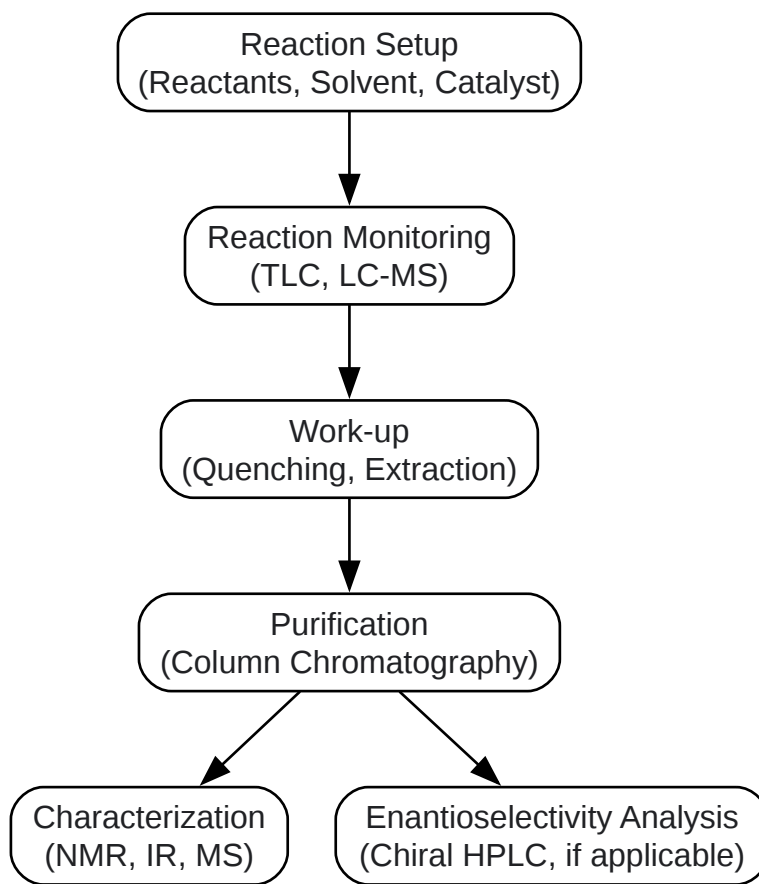 Reaction Setup
(Reactants, Solvent, Catalyst)
Reaction Monitoring
(TLC, LC-MS)
Work-up
(Quenching, Extraction)
Purification
(Column Chromatography)
Characterization
(NMR, IR, MS)
Enantioselectivity Analysis
(Chiral HPLC, if applicable)